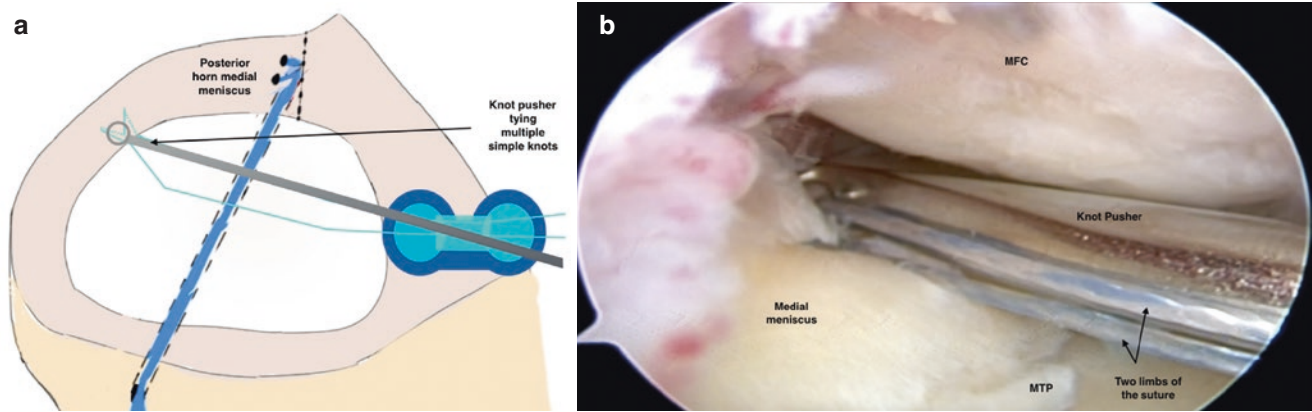 a
Posterior
horn medial
meniscus
Knot pusher
tying
multiple
simple knots
b
MFC
Knot Pusher
Medial
meniscus
MTP
Two limbs of
the suture